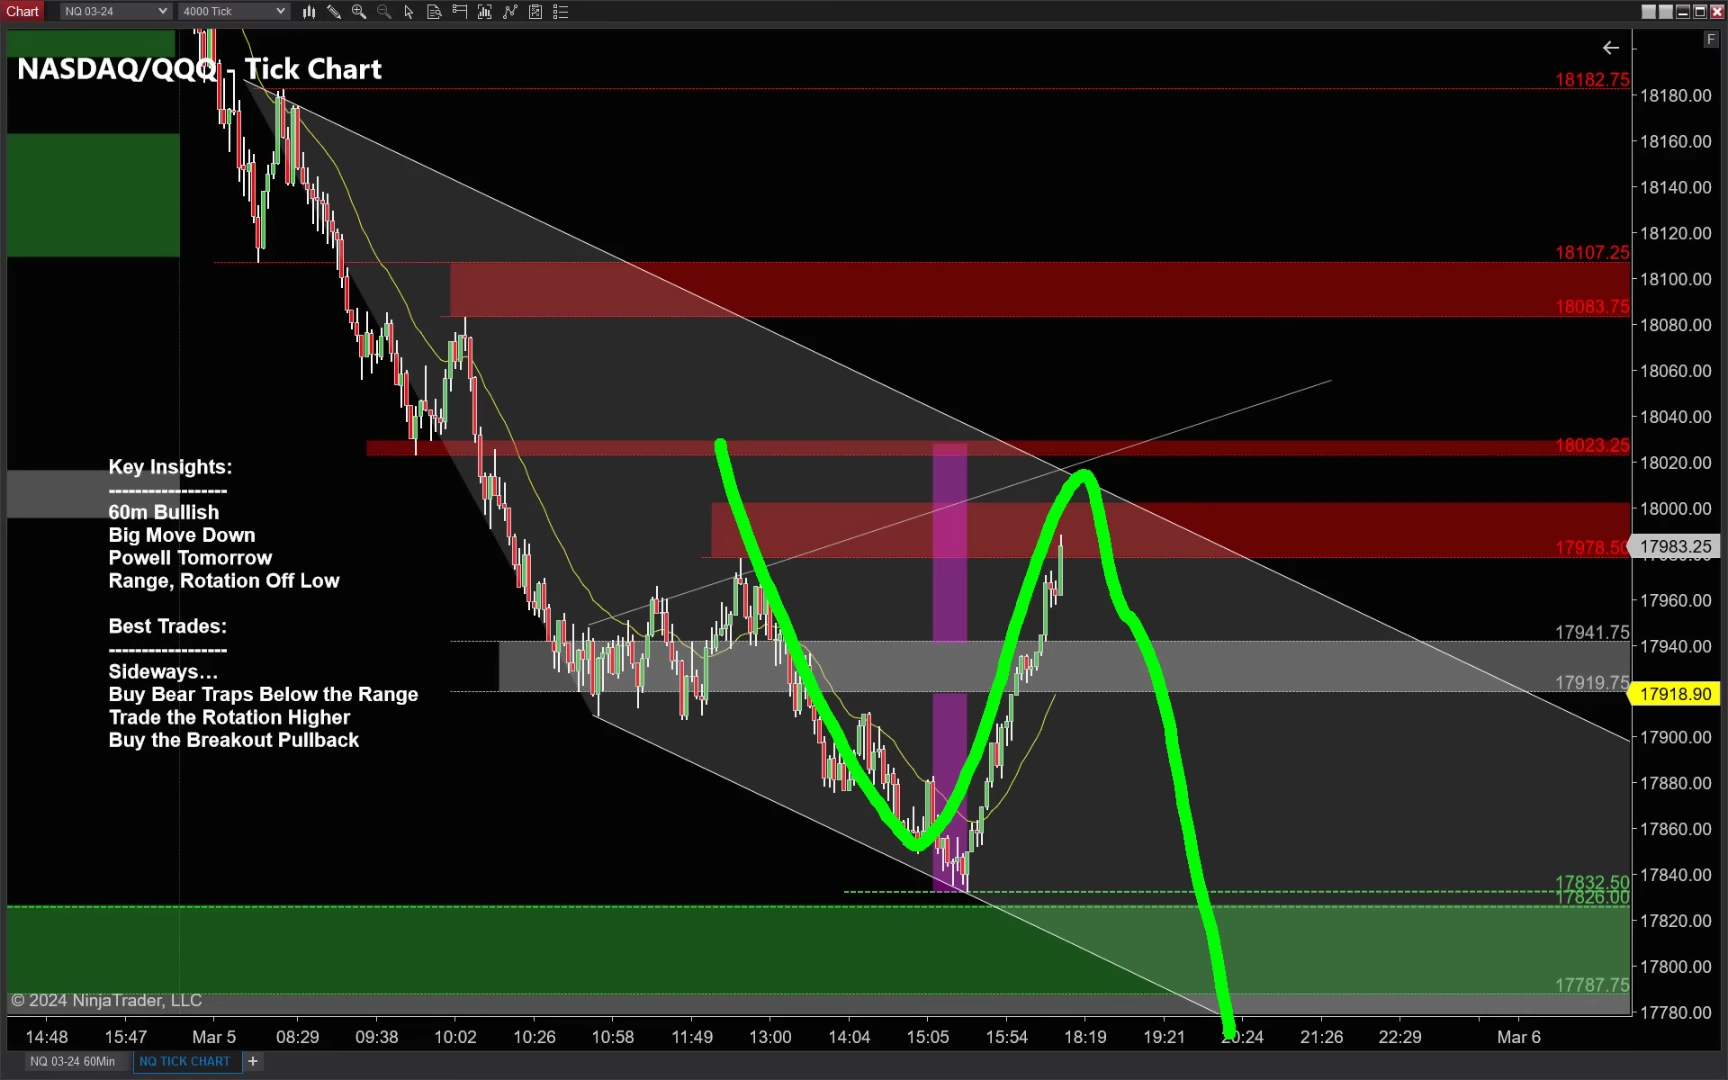 Chart
NQ 03-24
4000 Tick
F
NASDAQ/QQQ - Tick Chart
18182.75
18107.25
18083.75
18023.25
17978.50
17941.75
17919.75
17832.50
17826.00
17787.75
18180.00
18160.00
18140.00
18120.00
18100.00
18080.00
18060.00
18040.00
18020.00
18000.00
17983.25
17960.00
17940.00
17918.90
17900.00
17880.00
17860.00
17840.00
17820.00
17800.00
17780.00
Key Insights:
------------------
60m Bullish
Big Move Down
Powell Tomorrow
Range, Rotation Off Low
Best Trades:
------------------
Sideways...
Buy Bear Traps Below the Range
Trade the Rotation Higher
Buy the Breakout Pullback
© 2024 NinjaTrader, LLC
14:48 15:47 Mar 5 08:29 09:38 10:02 10:26 10:58 11:49 13:00 14:04 15:05 15:54 18:19 19:21 20:24 21:26 22:29 Mar 6
NQ 03-24 60Min
NQ TICK CHART
+